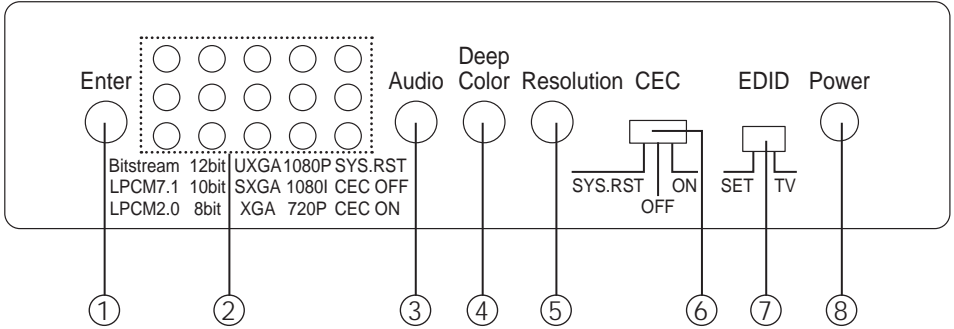 Enter
Audio
Deep
Color
Resolution
CEC
EDID
Power
Bitstream 12bit UXGA 1080P SYS.RST
LPCM7.1 10bit SXGA 1080I CEC OFF
LPCM2.0 8bit XGA 720P CEC ON
SYS.RST
OFF
ON
SET
TV
1 2 3 4 5 6 7 8